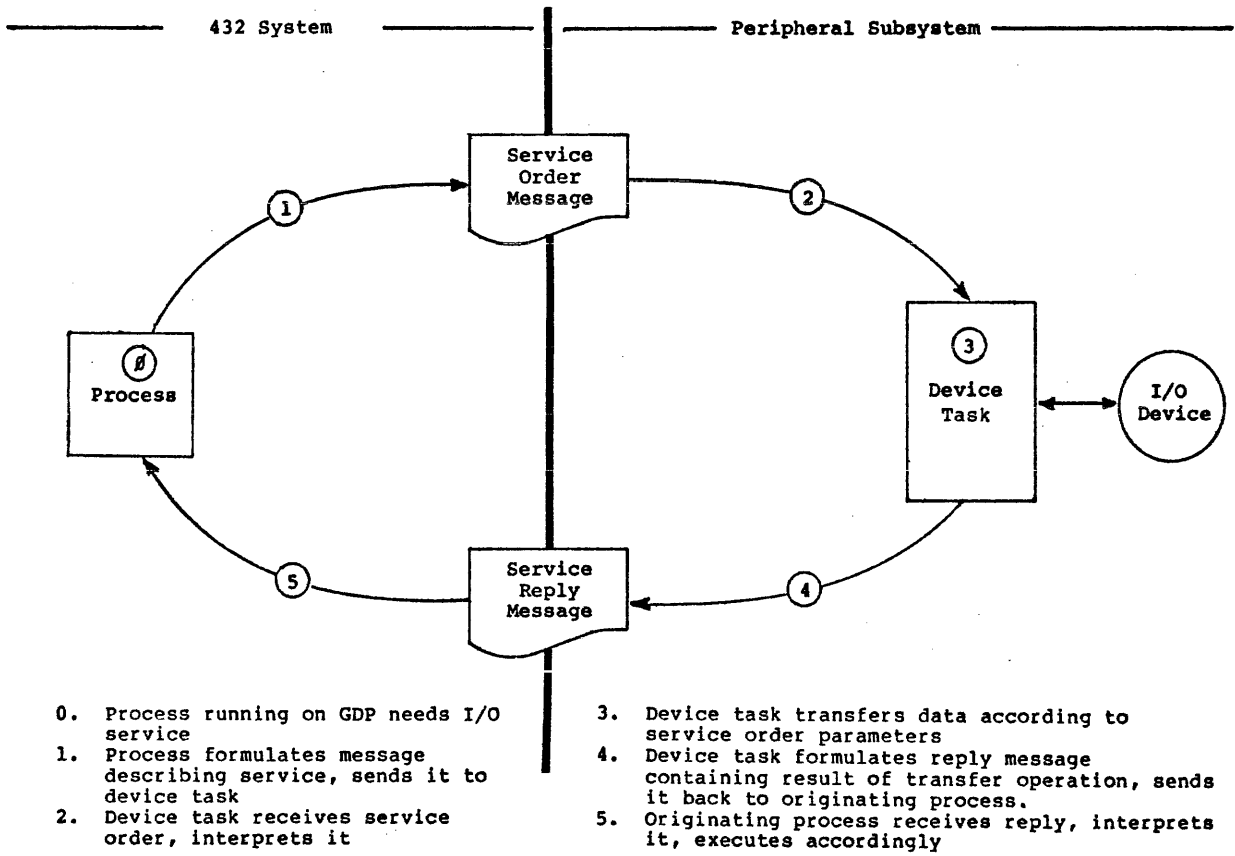 432 System
Peripheral Subsystem
Service
Order
Message
1
2
Ø
Process
3
Device
Task
I/O
Device
5
Service
Reply
Message
4
0. Process running on GDP needs I/O
service
1. Process formulates message
describing service, sends it to
device task
2. Device task receives service
order, interprets it
3. Device task transfers data according to
service order parameters
4. Device task formulates reply message
containing result of transfer operation, sends
it back to originating process.
5. Originating process receives reply, interprets
it, executes accordingly